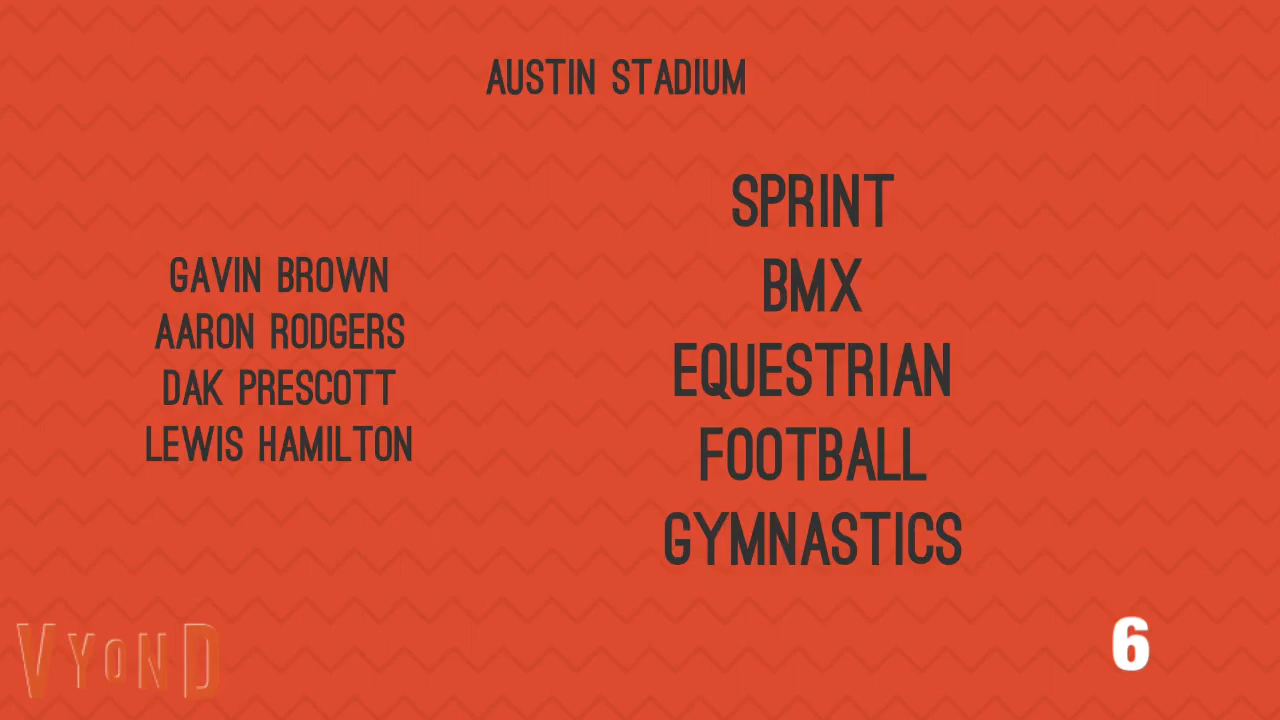 AUSTIN STADIUM
GAVIN BROWN
AARON RODGERS
DAK PRESCOTT
LEWIS HAMILTON
SPRINT
BMX
EQUESTRIAN
FOOTBALL
GYMNASTICS
VYOND
6